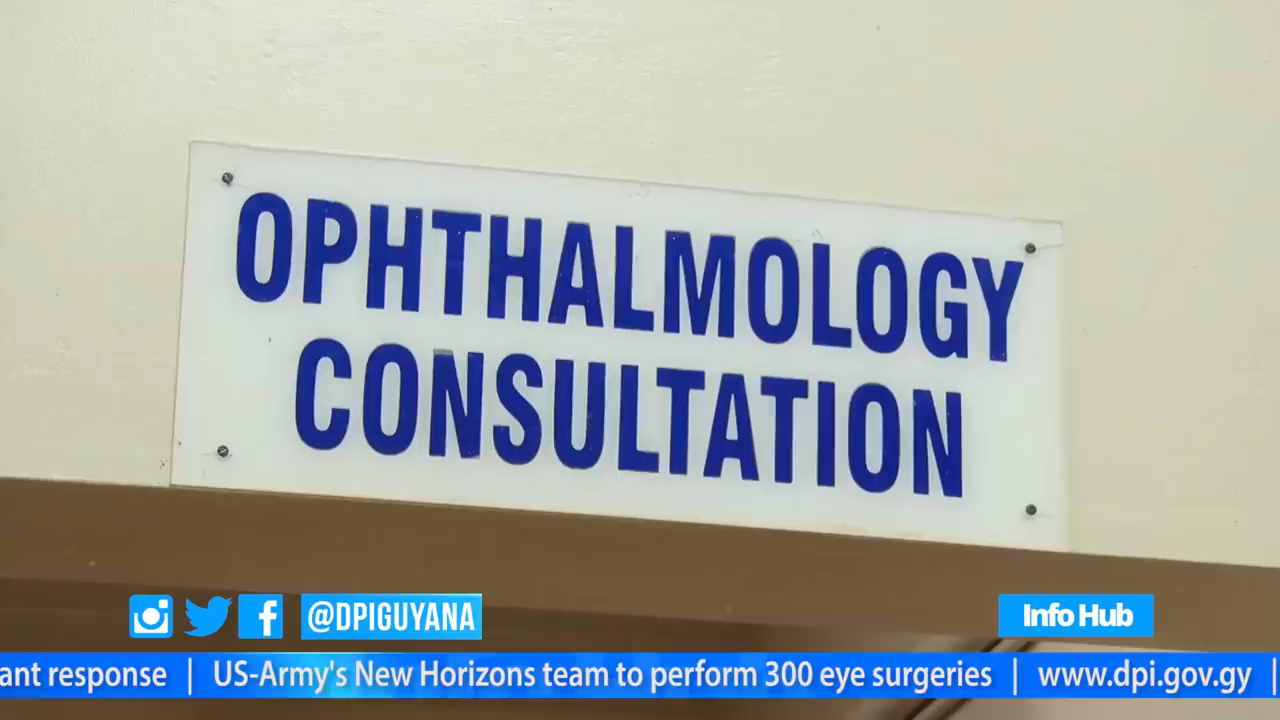 OPHTHALMOLOGY
CONSULTATION
@DPIGUYANA
Info Hub
response | US-Army's New Horizons team to perform 300 eye surgeries | www.dpi.gov.gy |